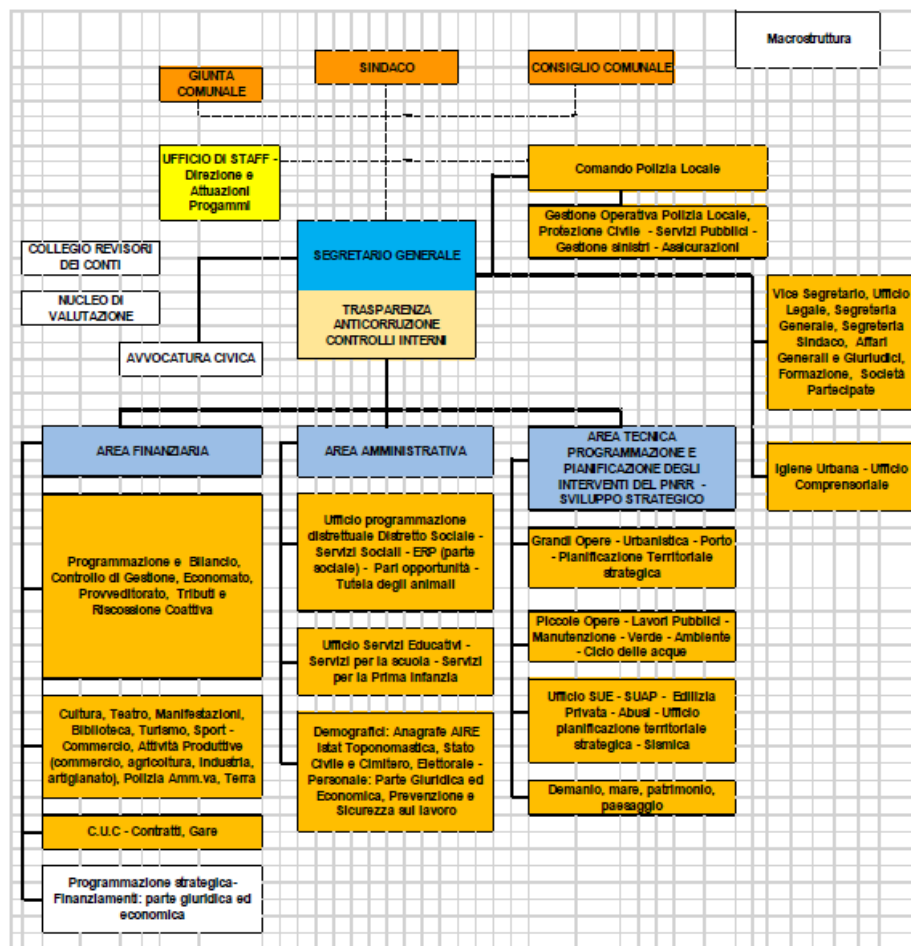 Macrostruttura
GIUNTA
COMUNALE
SINDACO
CONSIGLIO COMUNALE
UFFICIO DI STAFF -
Direzione e
Attuazioni
Progammi
Comando Polizia Locale
Gestione Operativa Polizia Locale,
Protezione Civile - Servizi Pubblici -
Gestione sinistri - Assicurazioni
COLLEGIO REVISORI
DEI CONTI
NUCLEO DI
VALUTAZIONE
AVVOCATURA CIVICA
SEGRETARIO GENERALE
TRASPARENZA
ANTICORRUZIONE
CONTROLLI INTERNI
Vice Segretario, Ufficio
Legale, Segreteria
Generale, Segreteria
Sindaco, Affari
Generali e Giuriudici,
Formazione, Società
Partecipate
Igiene Urbana - Ufficio
Comprensoriale
AREA FINANZIARIA
Programmazione e Bilancio,
Controllo di Gestione, Economato,
Provveditorato, Tributi e
Riscossione Coattiva
Cultura, Teatro, Manifestazioni,
Biblioteca, Turismo, Sport -
Commercio, Attività Produttive
(commercio, agricoltura, industria,
artigianato), Polizia Amm.va, Terra
C.U.C - Contratti, Gare
Programmazione strategica-
Finanziamenti: parte giuridica ed
economica
AREA AMMINISTRATIVA
Ufficio programmazione
distrettuale Distretto Sociale -
Servizi Sociali - ERP (parte
sociale) - Pari opportunità -
Tutela degli animali
Ufficio Servizi Educativi -
Servizi per la scuola - Servizi
per la Prima Infanzia
Demografici: Anagrafe AIRE
Istat Toponomastica, Stato
Civile e Cimitero, Elettorale -
Personale: Parte Giuridica ed
Economica, Prevenzione e
Sicurezza sul lavoro
AREA TECNICA
PROGRAMMAZIONE E
PIANIFICAZIONE DEGLI
INTERVENTI DEL PNRR -
SVILUPPO STRATEGICO
Grandi Opere - Urbanistica - Porto
- Pianificazione Territoriale
strategica
Piccole Opere - Lavori Pubblici -
Manutenzione - Verde - Ambiente
- Ciclo delle acque
Ufficio SUE - SUAP - Edilizia
Privata - Abusi - Ufficio
pianificazione territoriale
strategica - Sismica
Demanio, mare, patrimonio,
paesaggio